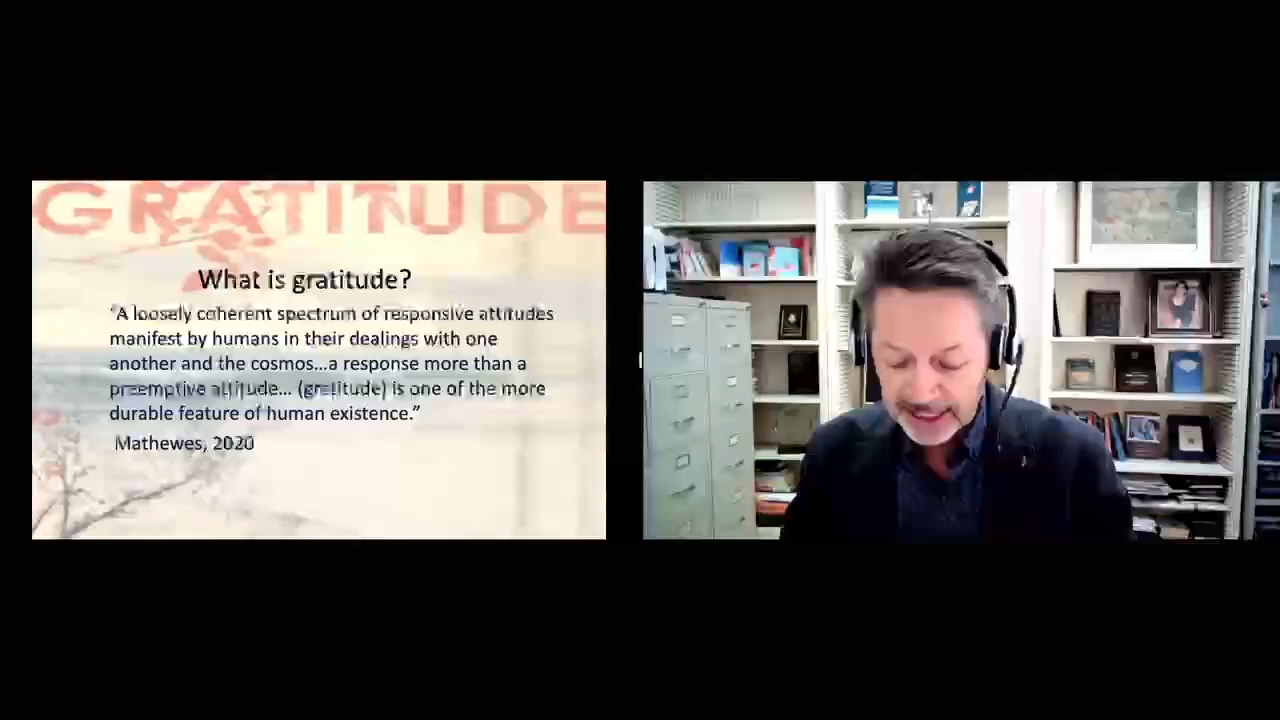 GRATITUDE
What is gratitude?
"A loosely coherent spectrum of responsive attitudes
manifest by humans in their dealings with one
another and the cosmos...a response more than a
preemptive attitude... (gratitude) is one of the more
durable feature of human existence."
Mathewes, 2020